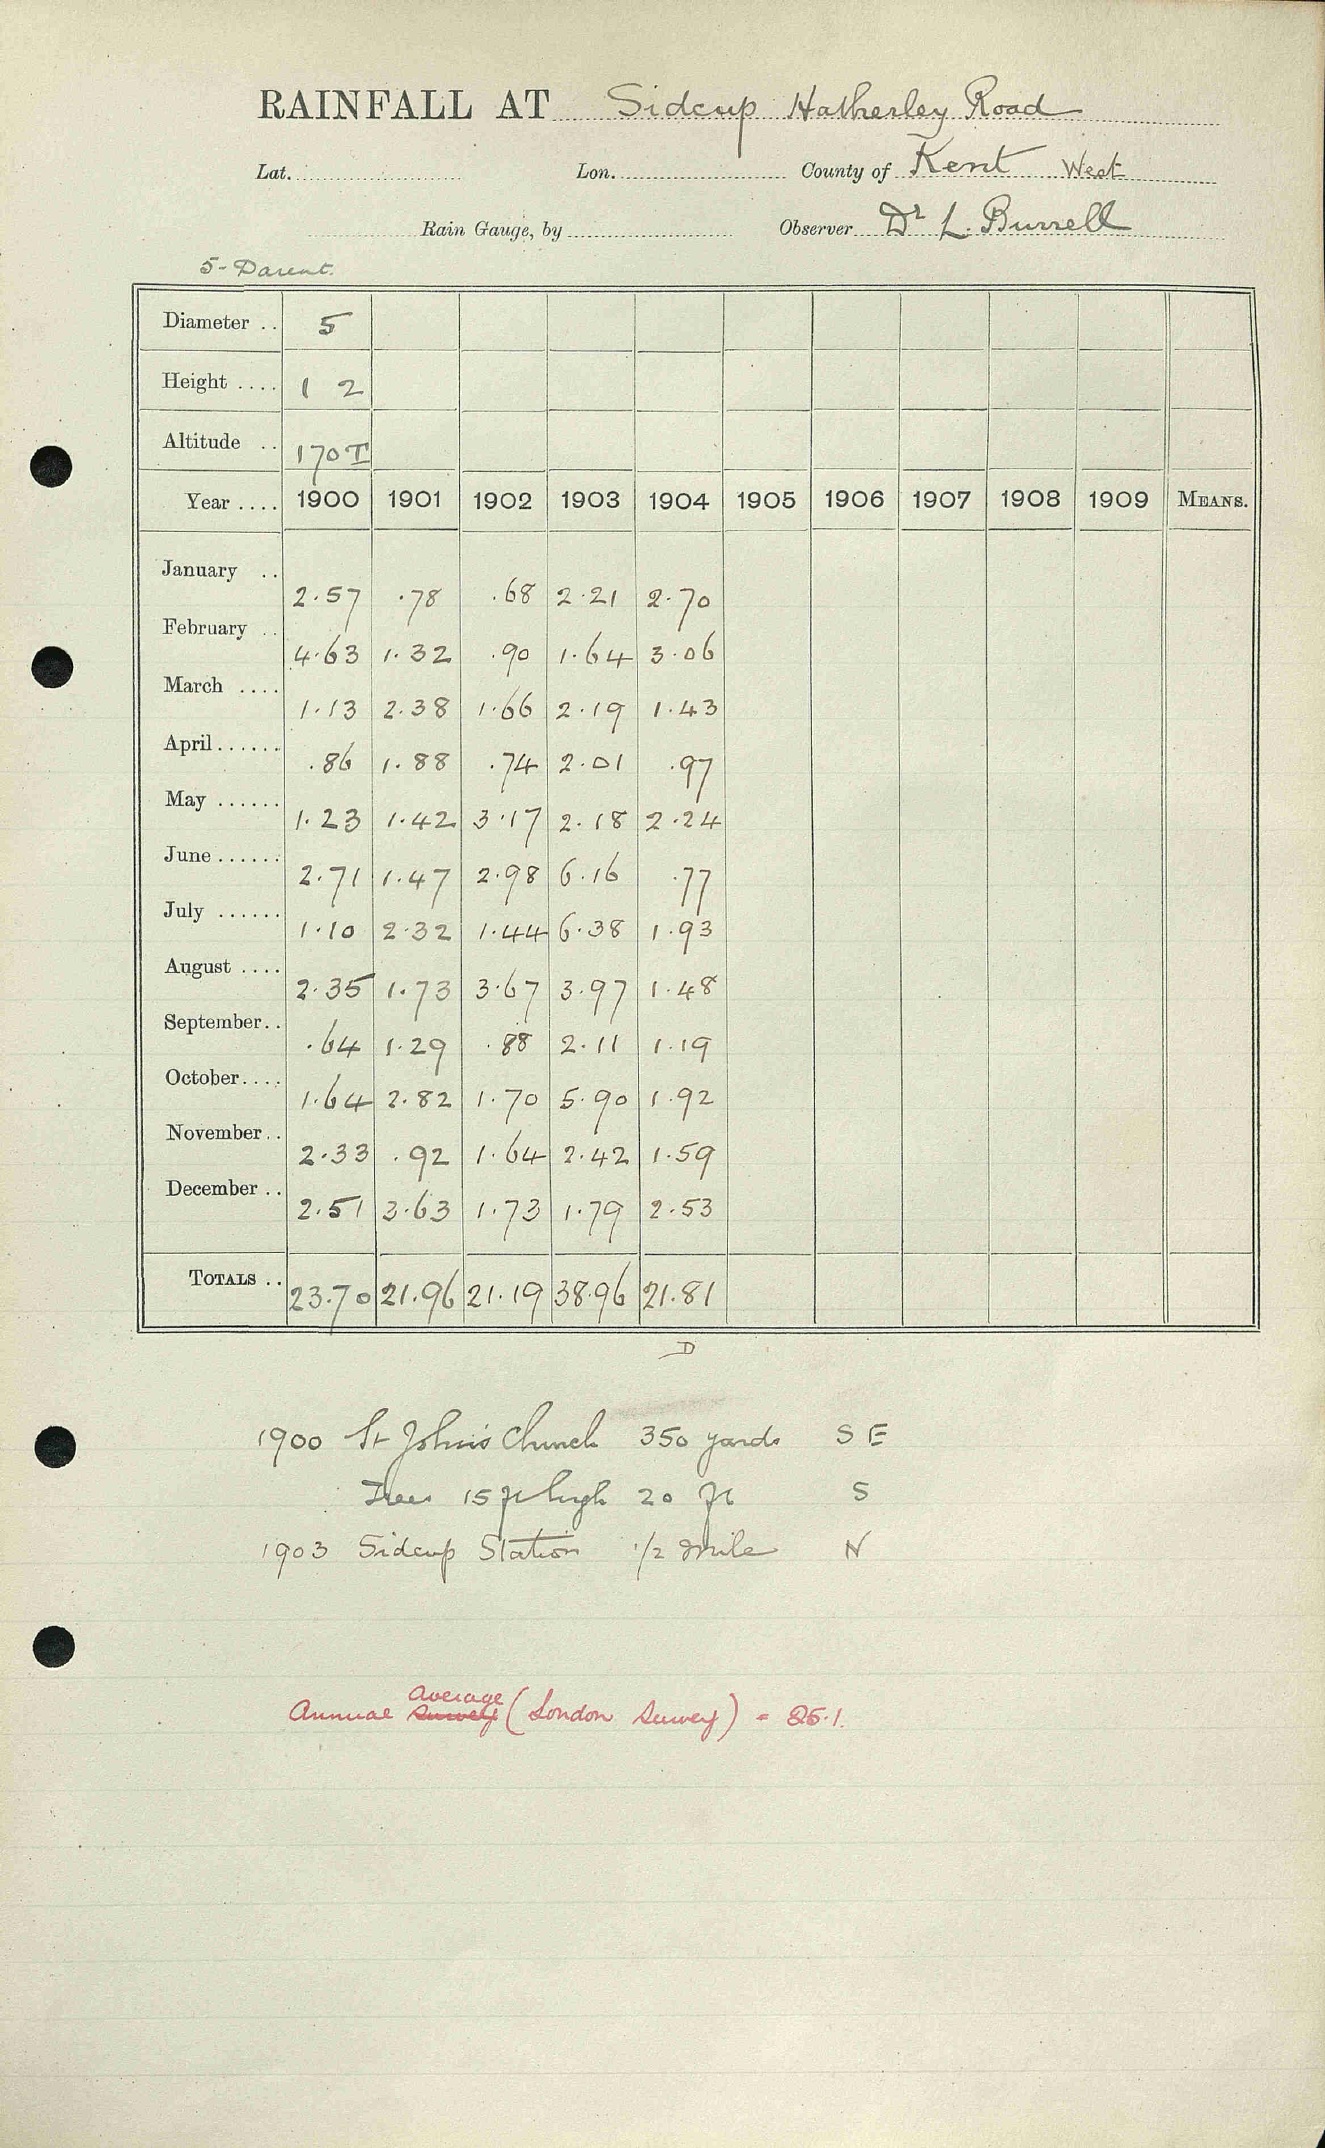 RAINFALL AT Sidcup Hatherley Road
Lat. Lon. County of Kent West
Rain Gauge, by Observer Dr L. Burrell
5- Darent.
Diameter .. 5
Height .... 1 2
Altitude .. 170 T
Year .... 1900 1901 1902 1903 1904 1905 1906 1907 1908 1909 MEANS.
January .. 2.57 .78 .68 2.21 2.70
February .. 4.63 1.32 .90 1.64 3.06
March .... 1.13 2.38 1.66 2.19 1.43
April ...... .86 1.88 .74 2.01 .97
May ...... 1.23 1.42 3.17 2.18 2.24
June ...... 2.71 1.47 2.98 6.16 .77
July ...... 1.10 2.32 1.44 6.38 1.93
August .... 2.35 1.73 3.67 3.97 1.48
September.. .64 1.29 .88 2.11 1.19
October.... 1.64 2.82 1.70 5.90 1.92
November.. 2.33 .92 1.64 2.42 1.59
December .. 2.51 3.63 1.73 1.79 2.53
TOTALS .. 23.70 21.96 21.19 38.96 21.81
D
1900 St John's Church 350 yards S E
Trees 15 ft high 20 ft S
1903 Sidcup Station 1/2 mile N
average
Annual survey (London Survey) = 25.1.